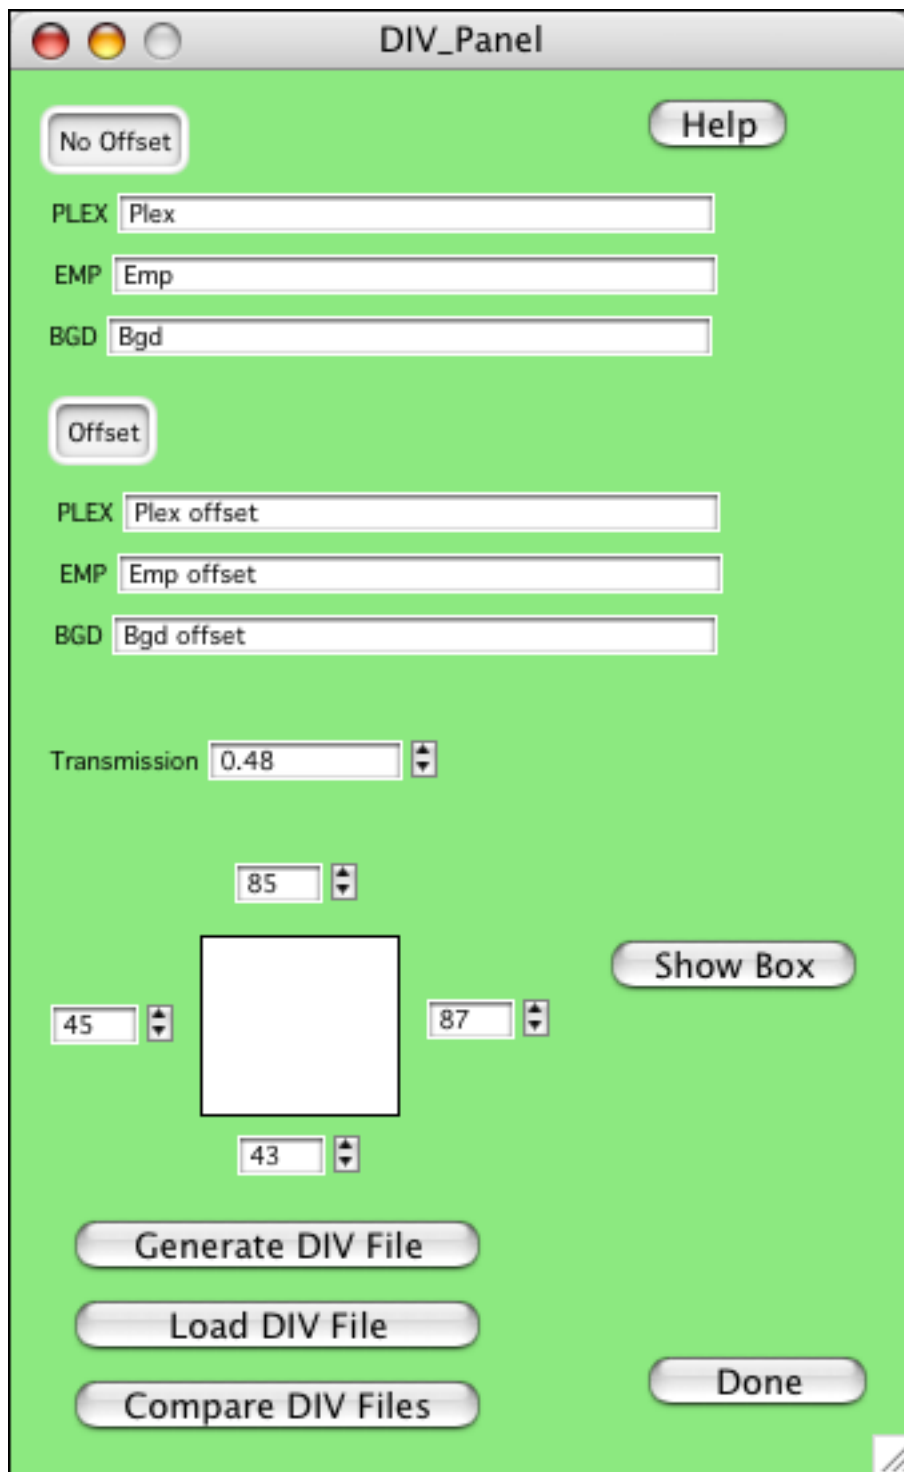 DIV_Panel
No Offset
Help
PLEX Plex
EMP Emp
BGD Bgd
Offset
PLEX Plex offset
EMP Emp offset
BGD Bgd offset
Transmission 0.48
85
Show Box
45
87
43
Generate DIV File
Load DIV File
Done
Compare DIV Files